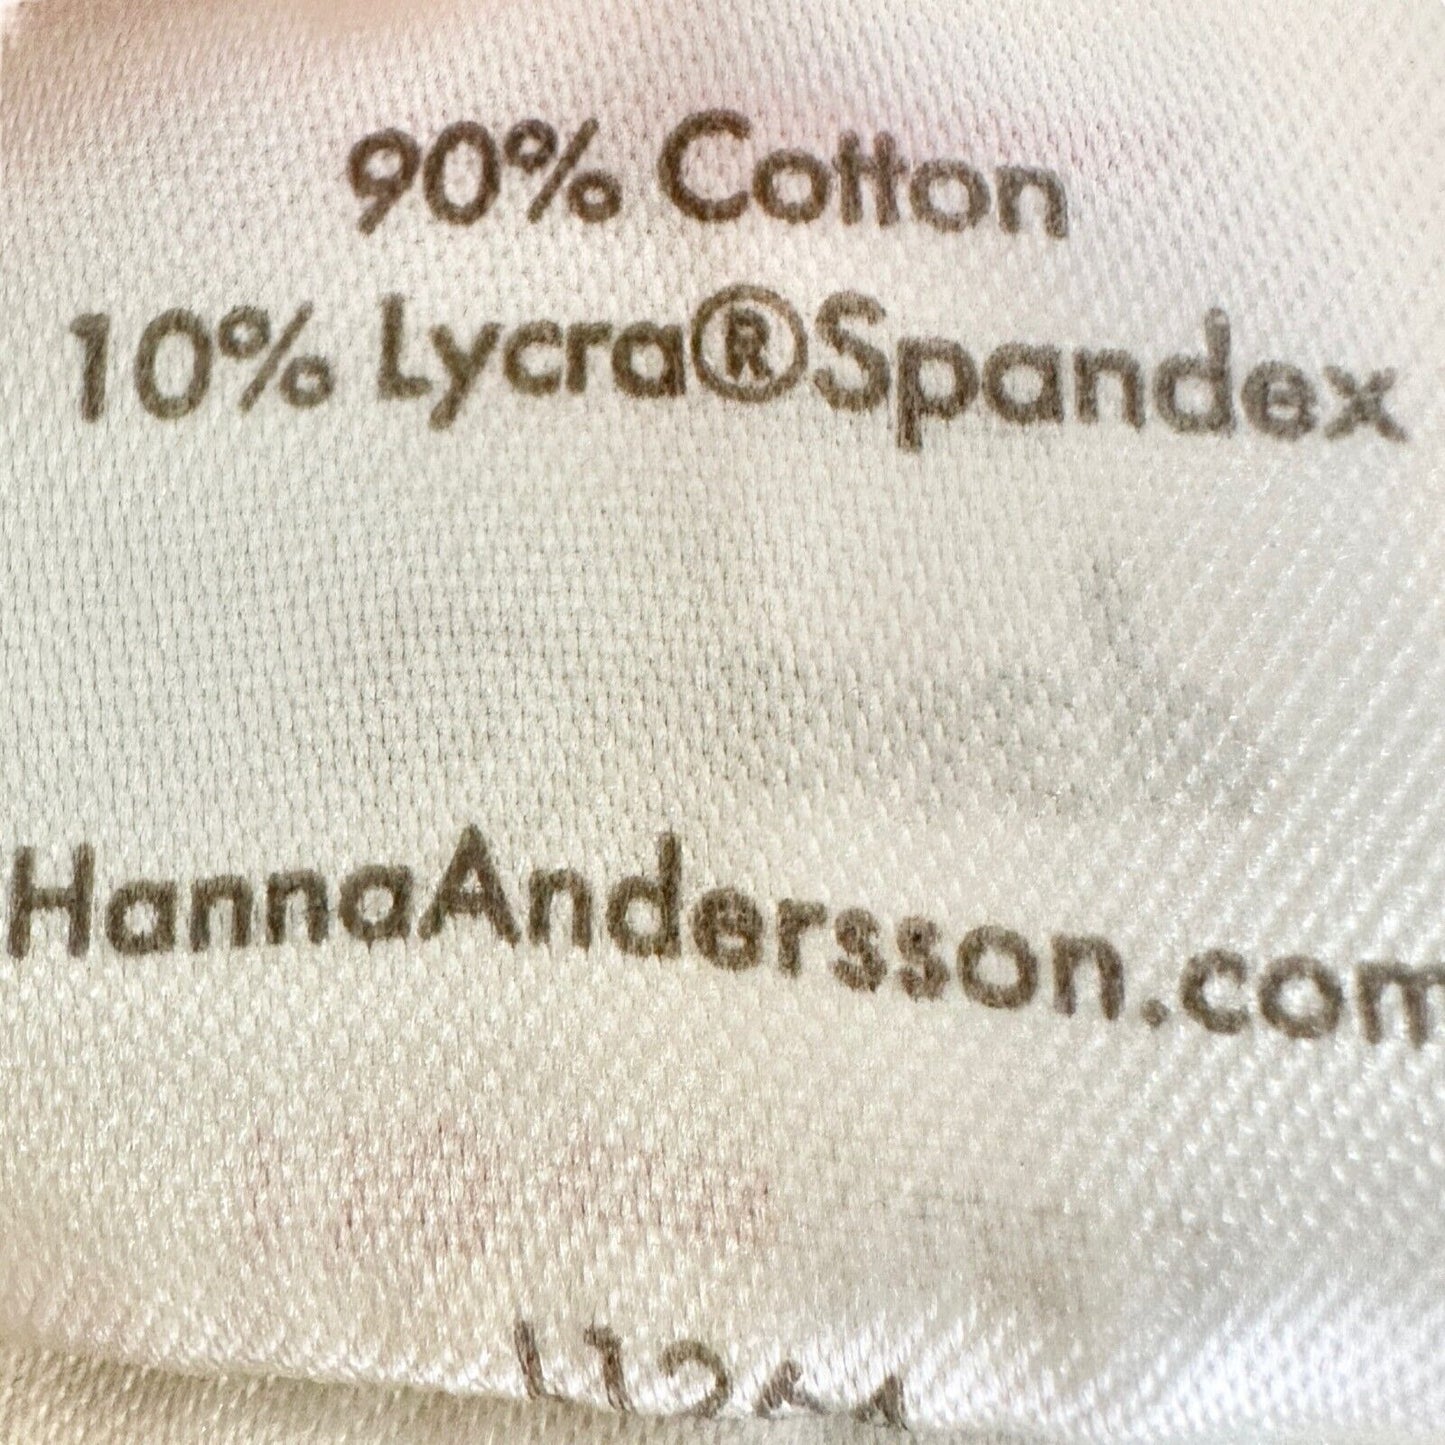 90% Cotton
10% Lycra®Spandex
HannaAndersson.com